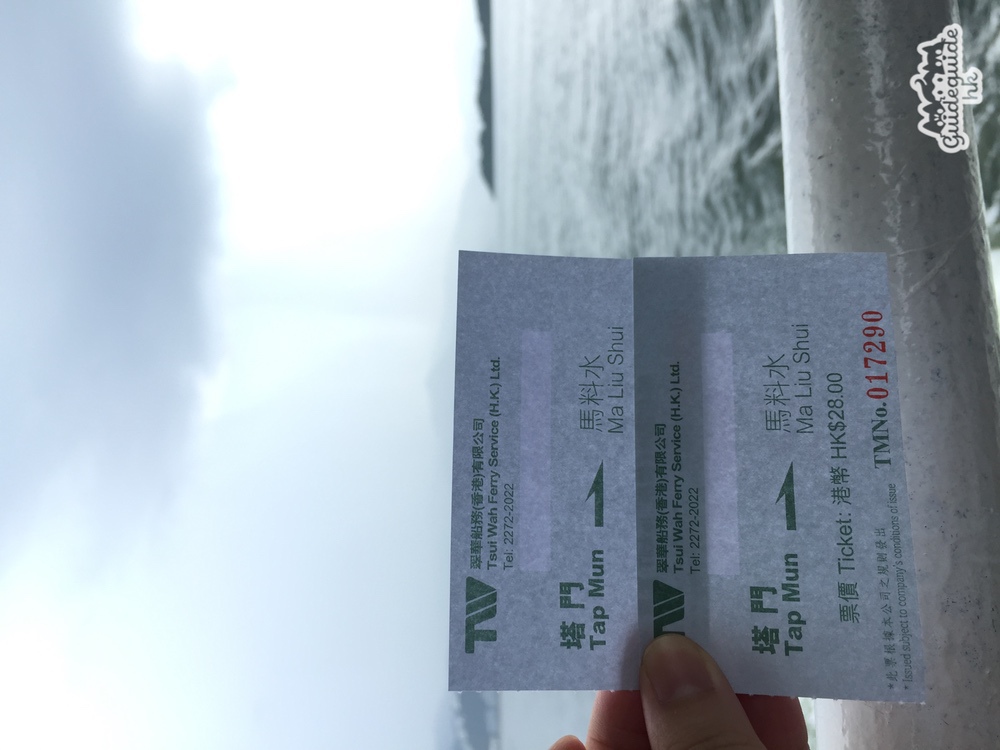 TW
翠華船務(香港)有限公司
Tsui Wah Ferry Service (H.K.) Ltd.
Tel: 2272-2022
塔門 馬料水
Tap Mun Ma Liu Shui
TW
翠華船務(香港)有限公司
Tsui Wah Ferry Service (H.K.) Ltd.
Tel: 2272-2022
塔門 馬料水
Tap Mun Ma Liu Shui
票價 Ticket: 港幣 HK$28.00
TMNo.017290
*此票根據本公司之規則發出
* Issued subject to company's conditions of issue
Guideguide
hk